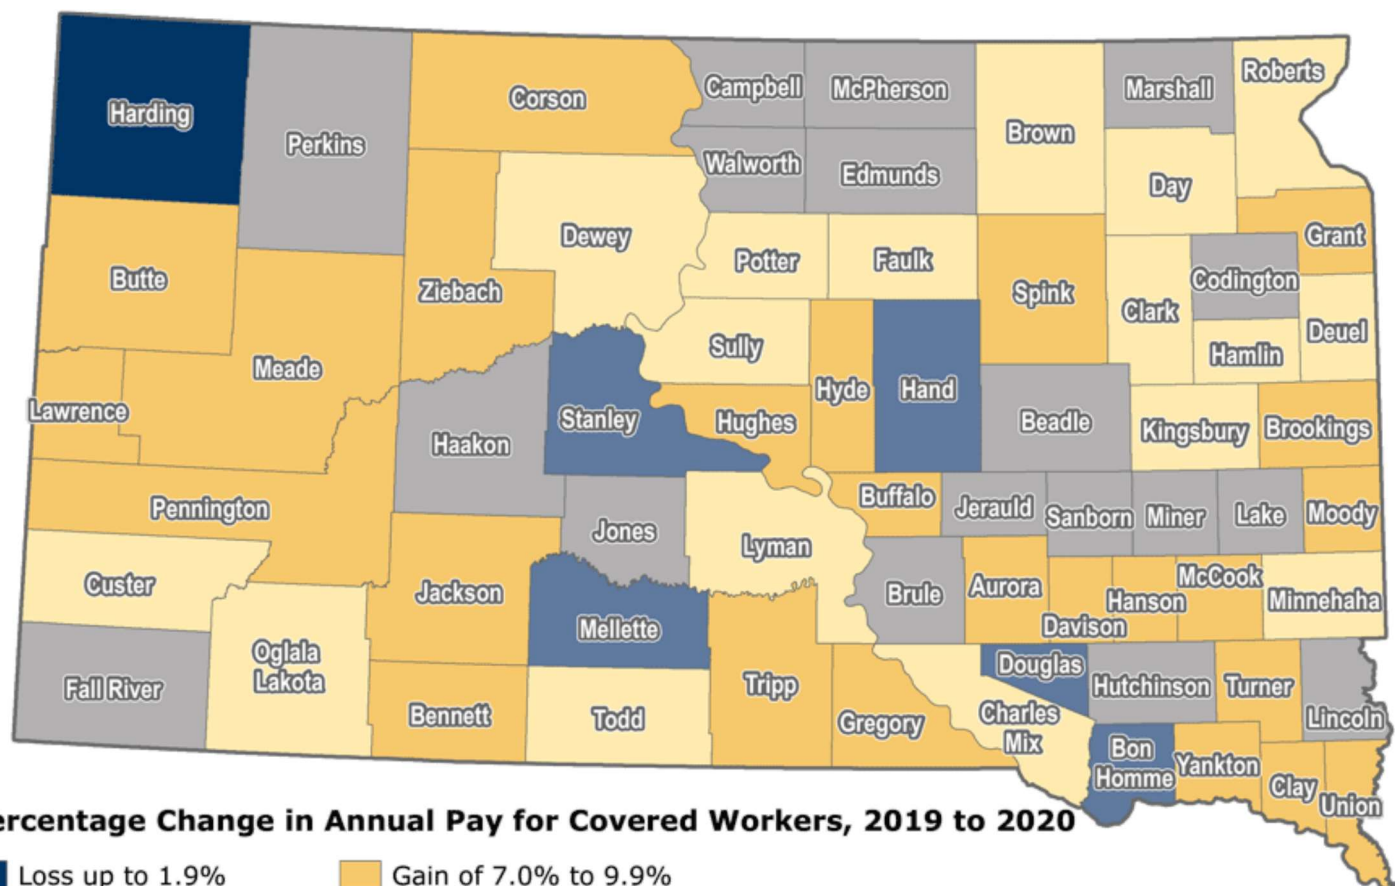 Harding
Perkins
Corson
Campbell
McPherson
Brown
Marshall
Roberts
Walworth
Edmunds
Day
Dewey
Potter
Faulk
Grant
Butte
Ziebach
Spink
Codington
Clark
Deuel
Meade
Sully
Hamlin
Lawrence
Hyde
Hand
Stanley
Hughes
Beadle
Kingsbury
Brookings
Haakon
Pennington
Buffalo
Jerauld
Sanborn
Miner
Lake
Moody
Jones
Lyman
Custer
Jackson
Brule
Aurora
Davison
Hanson
McCook
Minnehaha
Mellette
Oglala
Lakota
Fall River
Bennett
Todd
Tripp
Gregory
Douglas
Charles
Mix
Hutchinson
Turner
Lincoln
Bon
Homme
Yankton
Clay
Union
ercentage Change in Annual Pay for Covered Workers, 2019 to 2020
Loss up to 1.9%
Gain of 7.0% to 9.9%